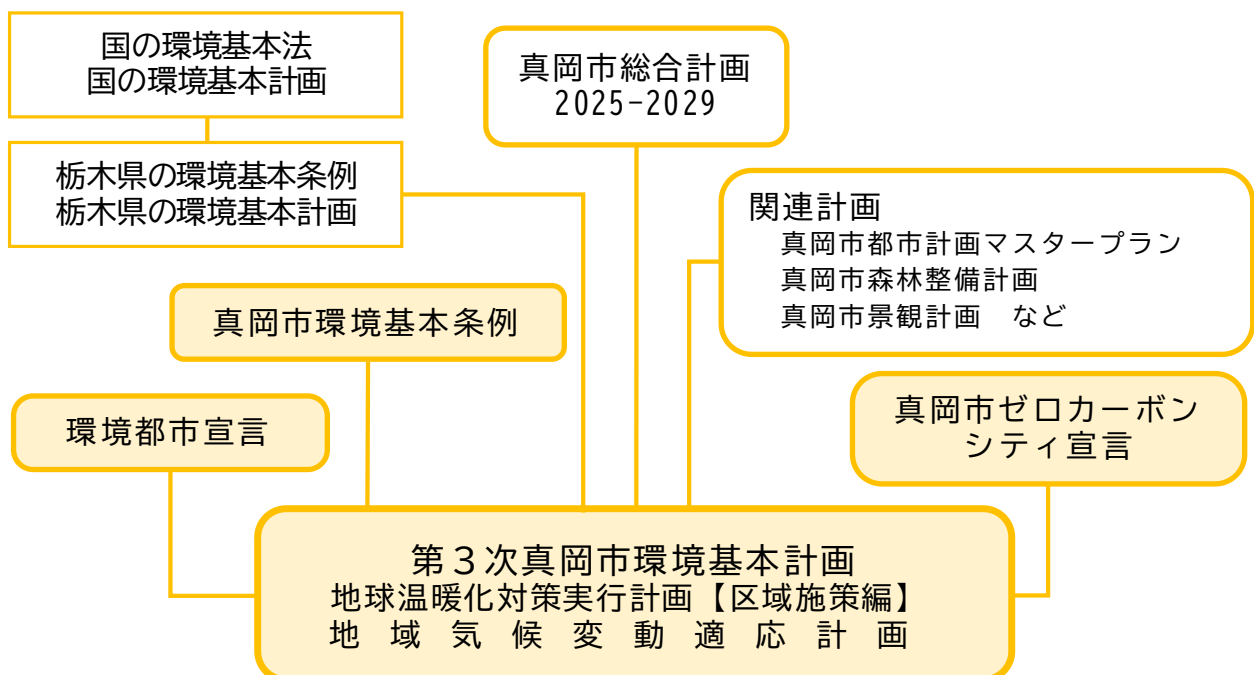 国の環境基本法
国の環境基本計画
真岡市総合計画
2025-2029
栃木県の環境基本条例
栃木県の環境基本計画
関連計画
真岡市都市計画マスタープラン
真岡市森林整備計画
真岡市景観計画　など
真岡市環境基本条例
環境都市宣言
真岡市ゼロカーボン
シティ宣言
第３次真岡市環境基本計画
地球温暖化対策実行計画【区域施策編】
地域気候変動適応計画